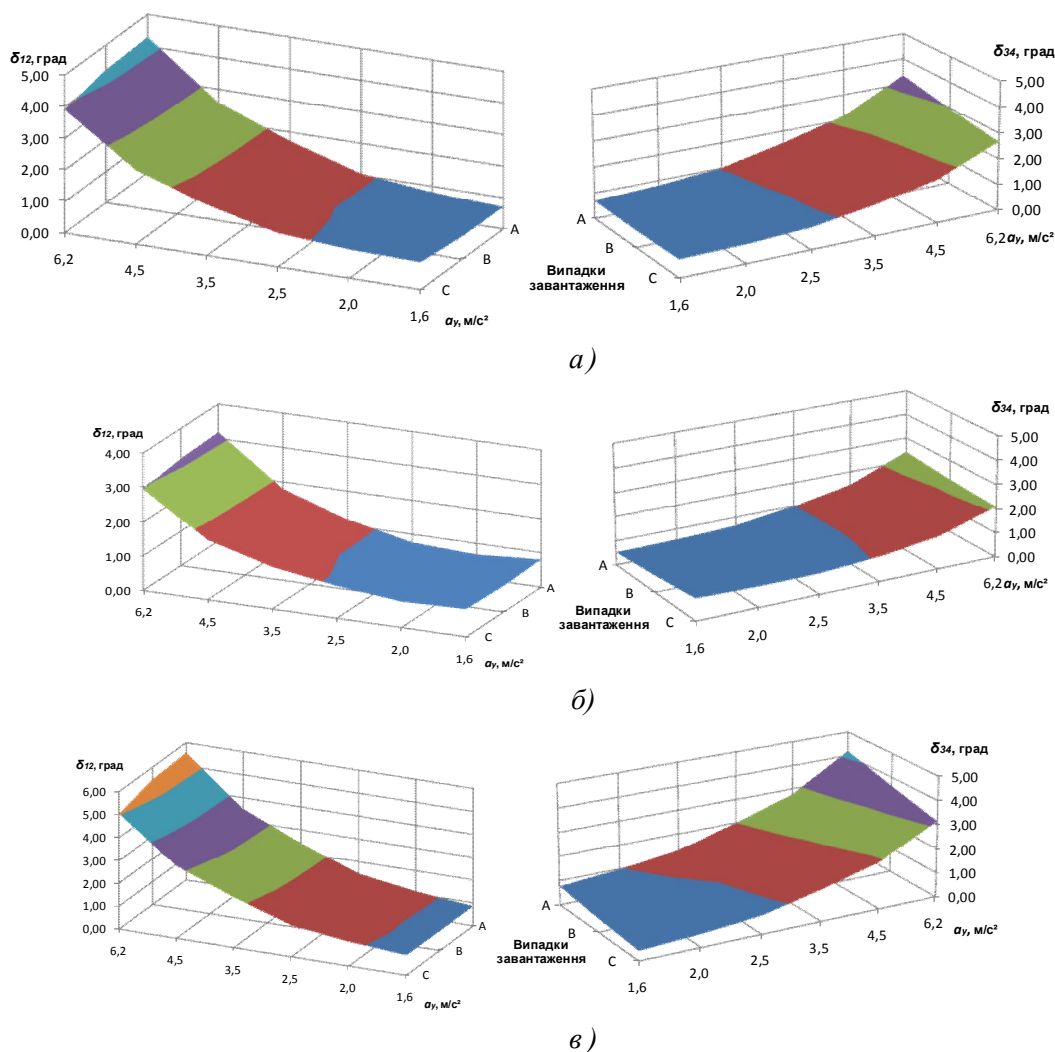 δ12, град
5,00
4,00
3,00
2,00
1,00
0,00
6,2
4,5
3,5
2,5
2,0
1,6
ay, м/с²
A
B
C
δ34, град
5,00
4,00
3,00
2,00
1,00
0,00
A
B
C
Випадки
завантаження
1,6
2,0
2,5
3,5
4,5
6,2 ay, м/с²
а)
δ12, град
4,00
3,00
2,00
1,00
0,00
6,2
4,5
3,5
2,5
2,0
1,6
ay, м/с²
A
B
C
δ34, град
5,00
4,00
3,00
2,00
1,00
0,00
A
B
C
Випадки
завантаження
1,6
2,0
2,5
3,5
4,5
6,2 ay, м/с²
б)
δ12, град
6,00
5,00
4,00
3,00
2,00
1,00
0,00
6,2
4,5
3,5
2,5
2,0
1,6
ay, м/с²
A
B
C
δ34, град
5,00
4,00
3,00
2,00
1,00
0,00
A
B
C
Випадки
завантаження
1,6
2,0
2,5
3,5
4,5
6,2
ay, м/с²
в)